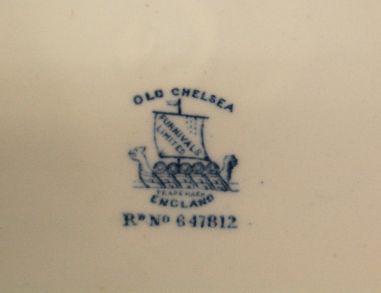 OLD CHELSEA
FURNIVALS
LIMITED
TRADE MARK
ENGLAND
RD NO 647812